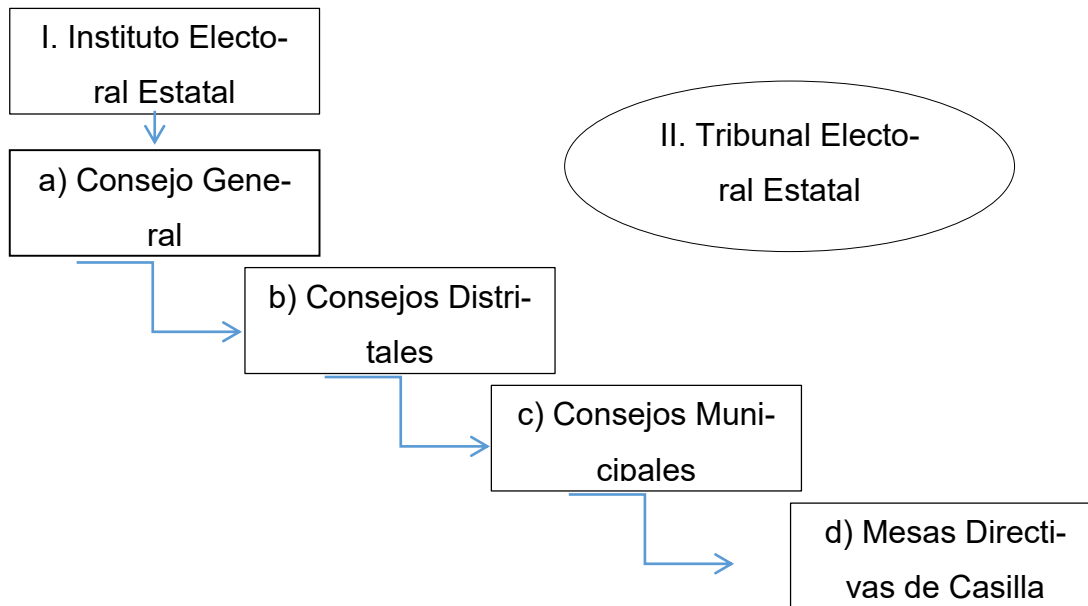 I. Instituto Electo-
ral Estatal
II. Tribunal Electo-
ral Estatal
a) Consejo Gene-
ral
b) Consejos Distri-
tales
c) Consejos Muni-
cipales
d) Mesas Directi-
vas de Casilla